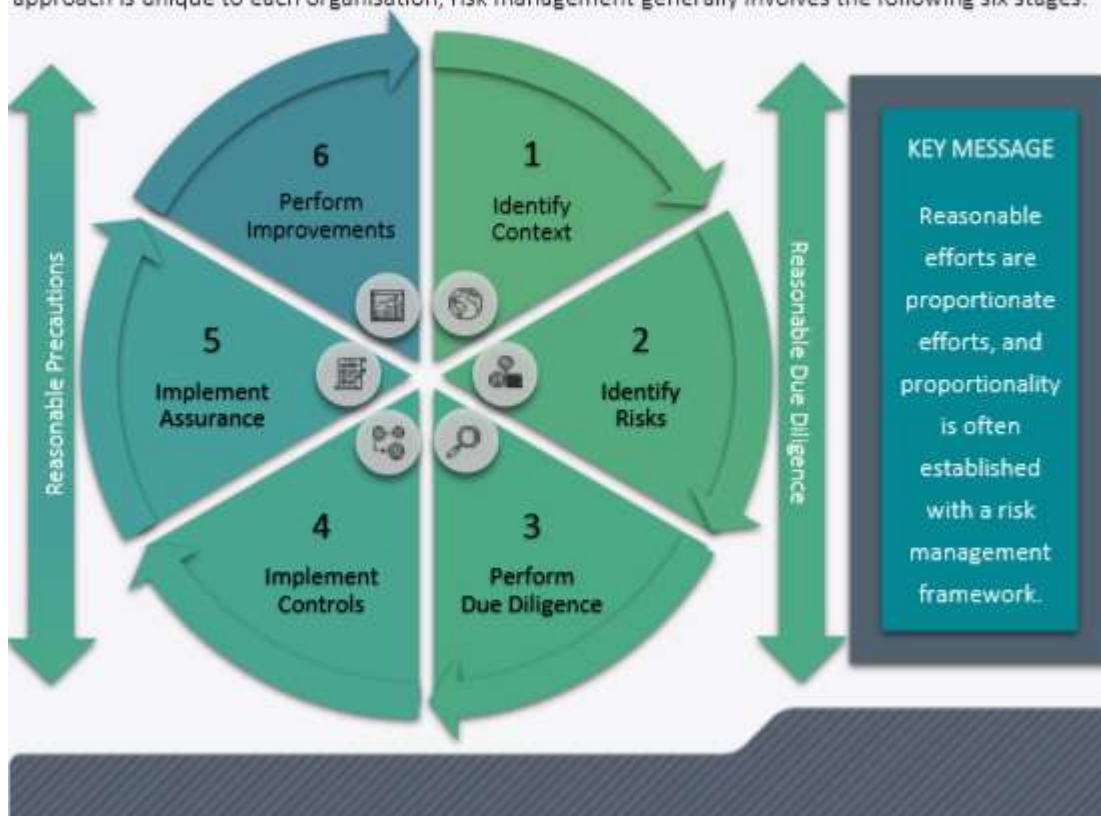 approach is unique to each organisation, risk management generally involves the following six stages:
6
Perform
Improvements
1
Identify
Context
5
Implement
Assurance
2
Identify
Risks
4
Implement
Controls
3
Perform
Due Diligence
Reasonable Precautions
Reasonable Due Diligence
KEY MESSAGE
Reasonable
efforts are
proportionate
efforts, and
proportionality
is often
established
with a risk
management
framework.